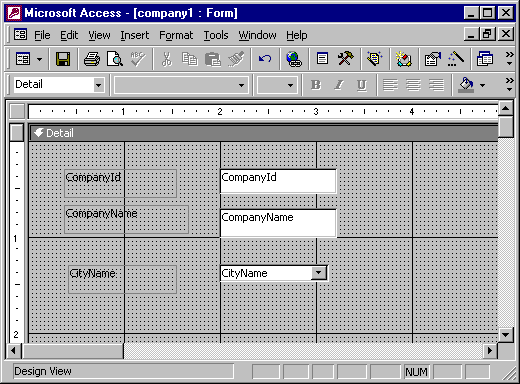 Microsoft Access - [company1 : Form]
File Edit View Insert Format Tools Window Help
Detail B I U
1 2 3 4
Detail
CompanyId CompanyId
CompanyName CompanyName
1
CityName CityName
2
Design View NUM